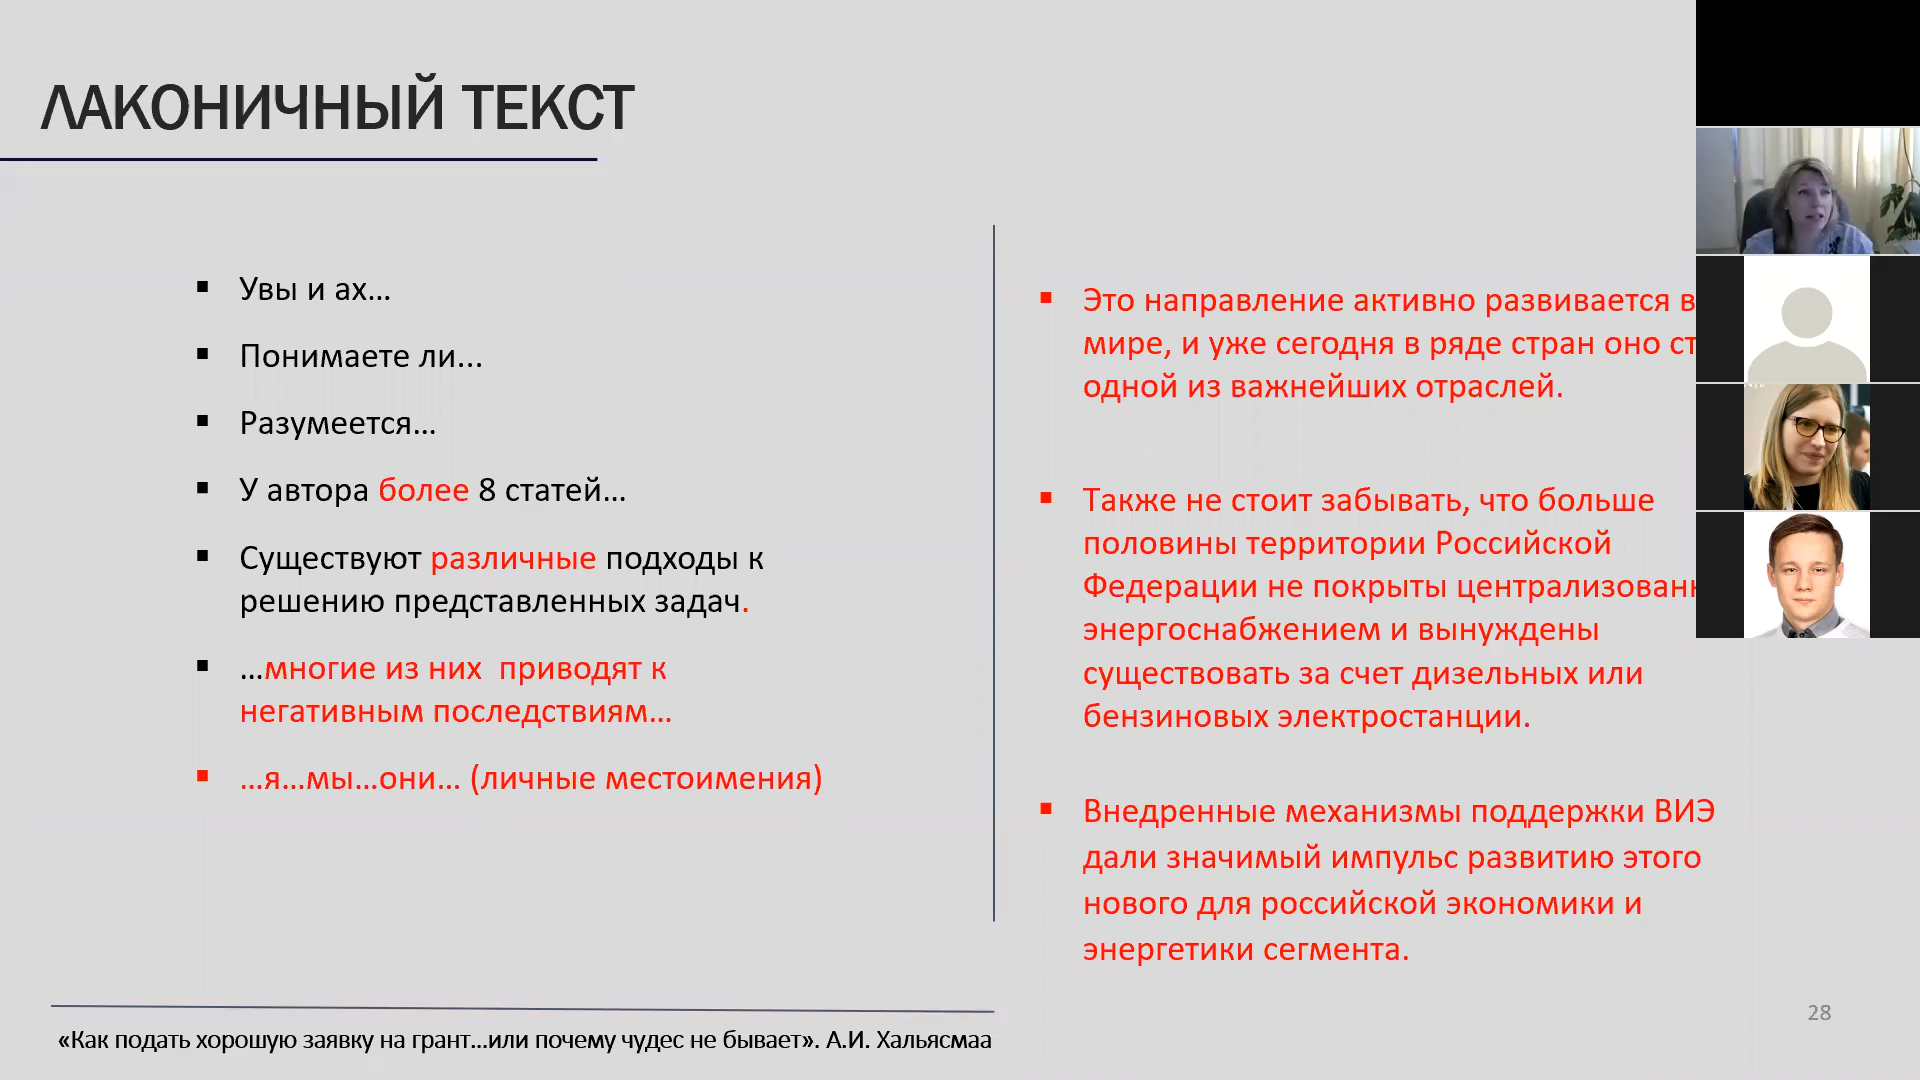 ЛАКОНИЧНЫЙ ТЕКСТ
Увы и ах...
Понимаете ли...
Разумеется...
У автора более 8 статей...
Существуют различные подходы к
решению представленных задач.
...многие из них приводят к
негативным последствиям...
...я...мы...они... (личные местоимения)
Это направление активно развивается в
мире, и уже сегодня в ряде стран оно
одной из важнейших отраслей.
Также не стоит забывать, что больше
половины территории Российской
Федерации не покрыты
энергоснабжением и вынуждены
существовать за счет дизельных или
бензиновых электростанции.
Внедренные механизмы поддержки ВИЭ
дали значимый импульс развитию этого
нового для российской экономики и
энергетики сегмента.
28
«Как подать хорошую заявку на грант...или почему чудес не бывает». А.И. Хальясмаа